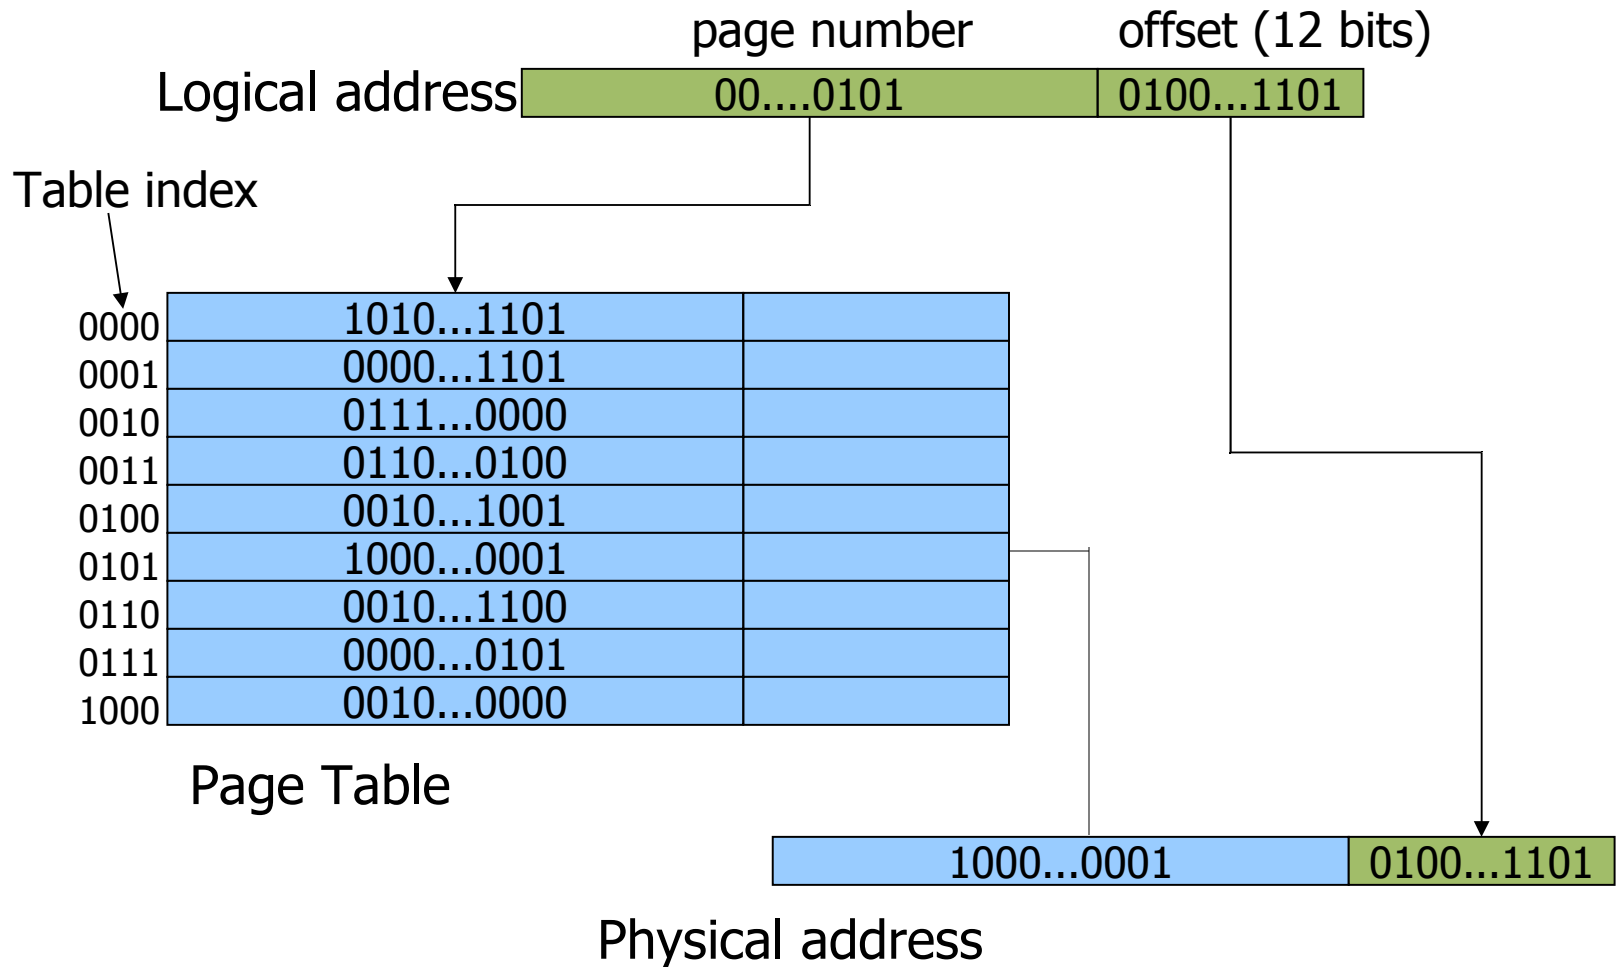 page number offset (12 bits)
Logical address 00....0101 0100...1101
Table index
0000 1010...1101
0001 0000...1101
0010 0111...0000
0011 0110...0100
0100 0010...1001
0101 1000...0001
0110 0010...1100
0111 0000...0101
1000 0010...0000
Page Table
1000...0001 0100...1101
Physical address